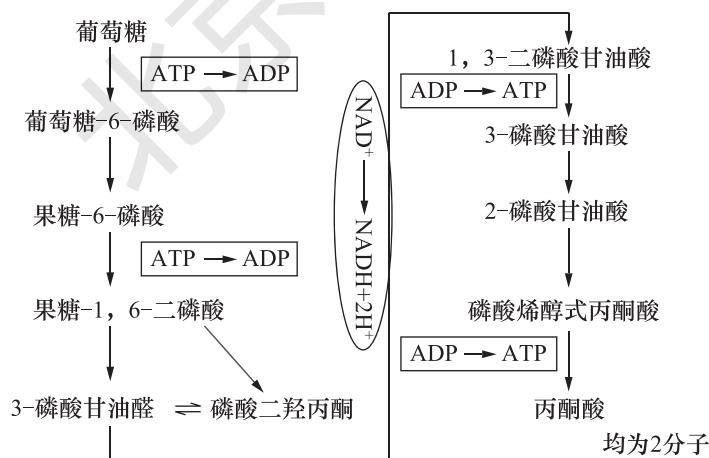 葡萄糖
ATP → ADP
葡萄糖-6-磷酸
果糖-6-磷酸
ATP → ADP
果糖-1，6-二磷酸
3-磷酸甘油醛 ⇌ 磷酸二羟丙酮
NAD⁺ → NADH+2H⁺
1，3-二磷酸甘油酸
ADP → ATP
3-磷酸甘油酸
2-磷酸甘油酸
磷酸烯醇式丙酮酸
ADP → ATP
丙酮酸
均为2分子
北京